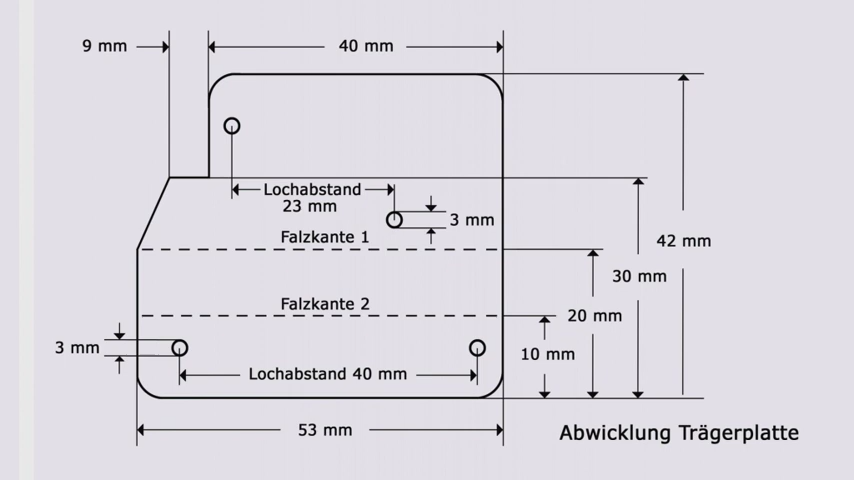 9 mm
40 mm
Lochabstand
23 mm
3 mm
Falzkante 1
42 mm
30 mm
Falzkante 2
20 mm
3 mm
10 mm
Lochabstand 40 mm
53 mm
Abwicklung Trägerplatte